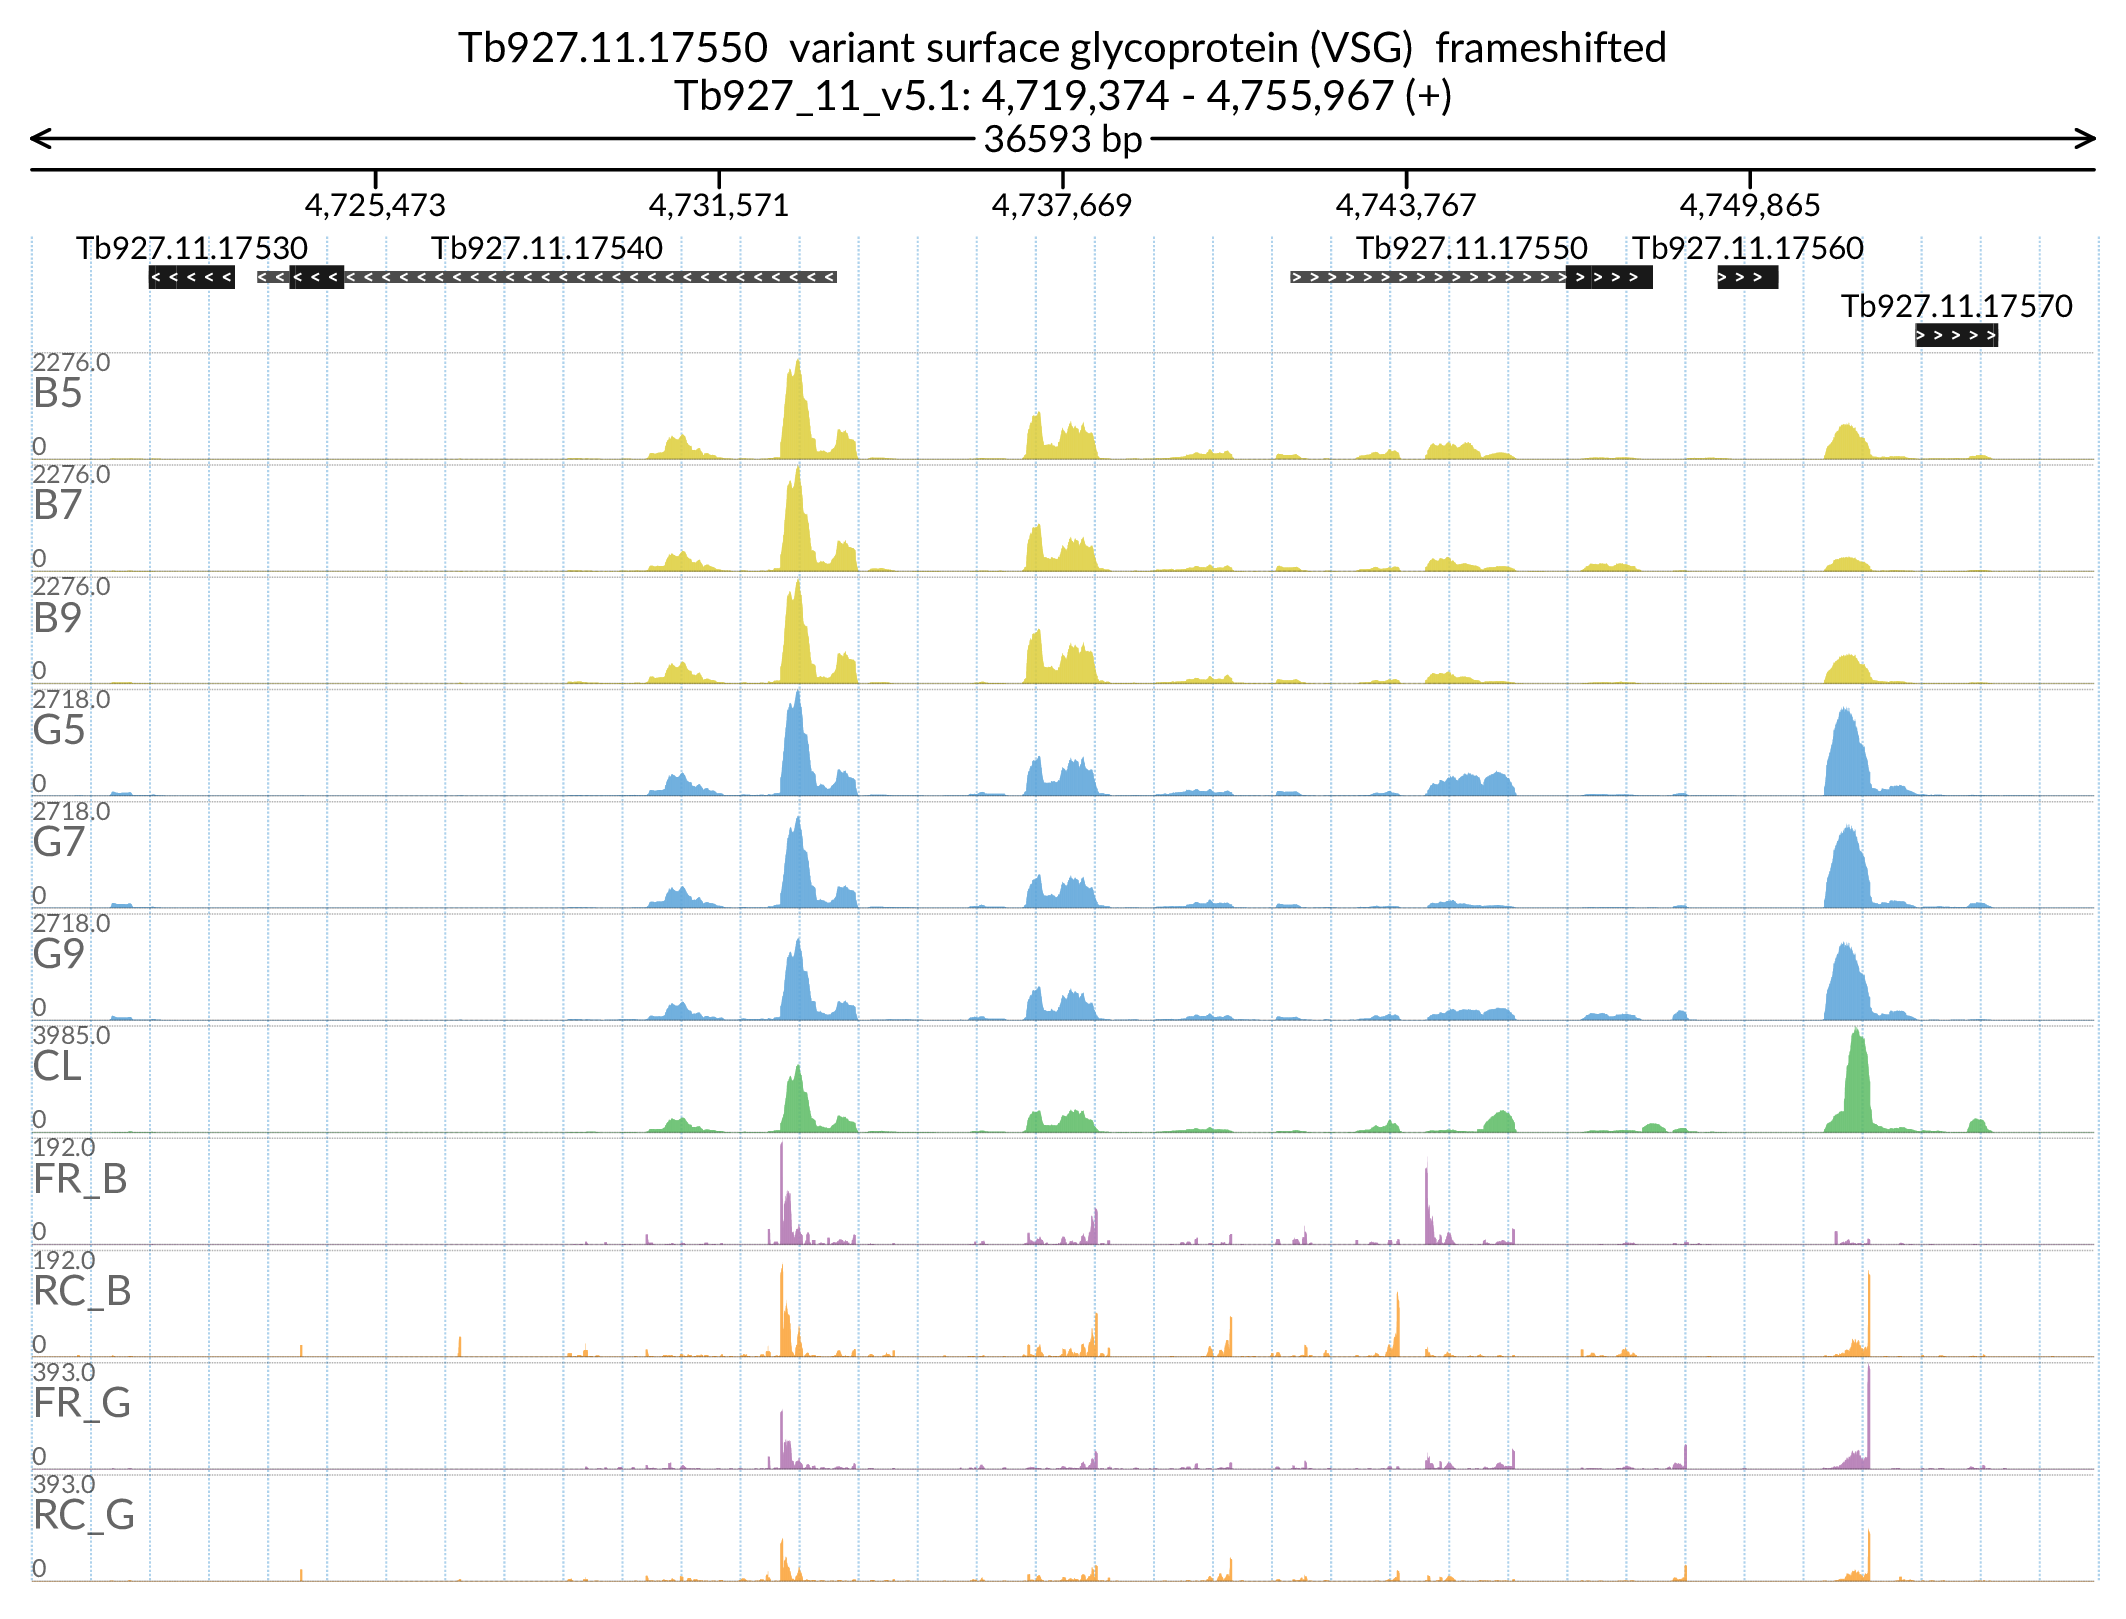 Tb927.11.17550 variant surface glycoprotein (VSG) frameshifted
Tb927_11_v5.1: 4,719,374 - 4,755,967 (+)
36593 bp
4,725,473 4,731,571 4,737,669 4,743,767 4,749,865
Tb927.11.17530 Tb927.11.17540 Tb927.11.17550 Tb927.11.17560
Tb927.11.17570
2276.0
B5
0
2276.0
B7
0
2276.0
B9
0
2718.0
G5
0
2718.0
G7
0
2718.0
G9
0
3985.0
CL
0
192.0
FR_B
0
192.0
RC_B
0
393.0
FR_G
0
393.0
RC_G
0